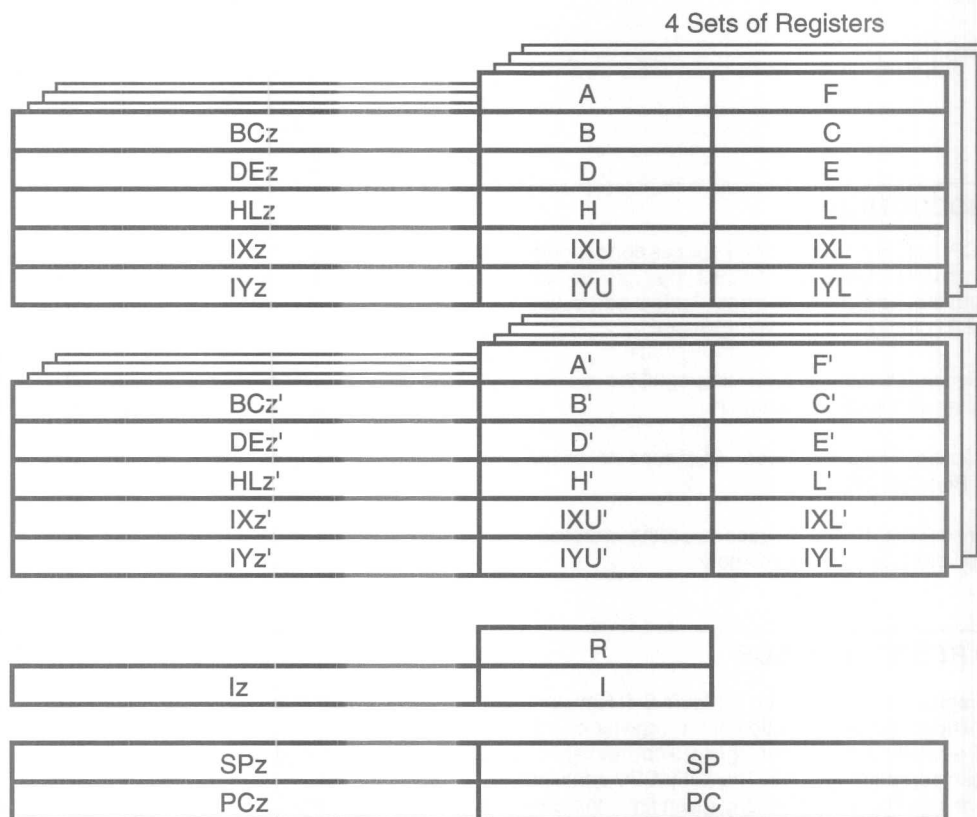 4 Sets of Registers
A F
BCz B C
DEz D E
HLz H L
IXz IXU IXL
IYz IYU IYL
A' F'
BCz' B' C'
DEz' D' E'
HLz' H' L'
IXz' IXU' IXL'
IYz' IYU' IYL'
R
Iz I
SPz SP
PCz PC